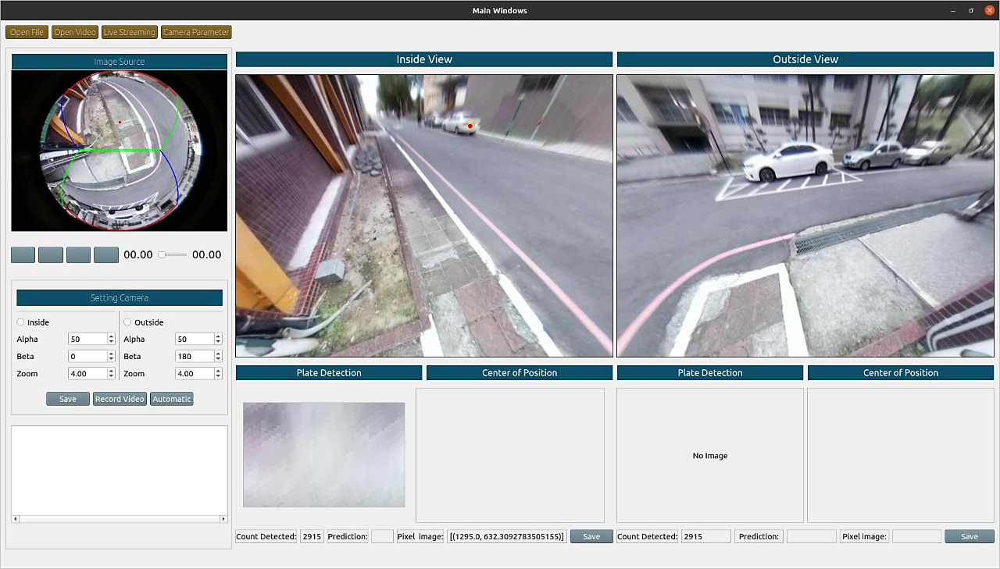 Main Windows
Open File Open Video Live Streaming Camera Parameter
Image Source
Inside View
Outside View
00.00 00.00
Setting Camera
Inside Outside
Alpha 50 Alpha 50
Beta 0 Beta 180
Zoom 4.00 Zoom 4.00
Save Record Video Automatic
Plate Detection Center of Position
Plate Detection Center of Position
No Image
Count Detected: 2915 Prediction: Pixel image: [(1295.0, 632.3092783505155)] Save
Count Detected: 2915 Prediction: Pixel image: Save